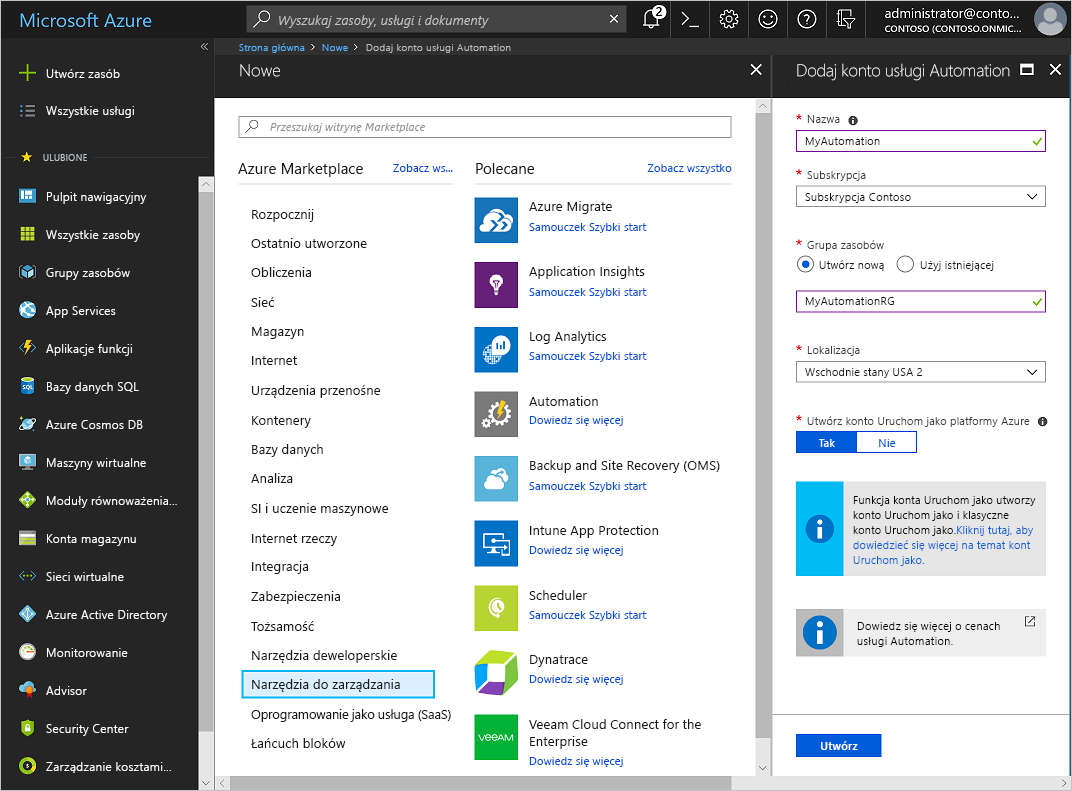 Microsoft Azure
Wyszukaj zasoby, usługi i dokumenty
2
administrator@conto...
CONTOSO (CONTOSO.ONMIC...
Utwórz zasób
Wszystkie usługi
ULUBIONE
Pulpit nawigacyjny
Wszystkie zasoby
Grupy zasobów
App Services
Aplikacje funkcji
Bazy danych SQL
Azure Cosmos DB
Maszyny wirtualne
Moduły równoważenia...
Konta magazynu
Sieci wirtualne
Azure Active Directory
Monitorowanie
Advisor
Security Center
Zarządzanie kosztami...
Strona główna > Nowe > Dodaj konto usługi Automation
Nowe
Przeszukaj witrynę Marketplace
Azure Marketplace
Zobacz ws...
Rozpocznij
Ostatnio utworzone
Obliczenia
Sieć
Magazyn
Internet
Urządzenia przenośne
Kontenery
Bazy danych
Analiza
SI i uczenie maszynowe
Internet rzeczy
Integracja
Zabezpieczenia
Tożsamość
Narzędzia deweloperskie
Narzędzia do zarządzania
Oprogramowanie jako usługa (SaaS)
Łańcuch bloków
Polecane
Zobacz wszystko
Azure Migrate
Samouczek Szybki start
Application Insights
Samouczek Szybki start
Log Analytics
Samouczek Szybki start
Automation
Dowiedz się więcej
Backup and Site Recovery (OMS)
Samouczek Szybki start
Intune App Protection
Dowiedz się więcej
Scheduler
Samouczek Szybki start
Dynatrace
Dowiedz się więcej
veeam
Veeam Cloud Connect for the
Enterprise
Dowiedz się więcej
Dodaj konto usługi Automation
* Nazwa
MyAutomation
* Subskrypcja
Subskrypcja Contoso
* Grupa zasobów
Utwórz nową
Użyj istniejącej
MyAutomationRG
* Lokalizacja
Wschodnie stany USA 2
* Utwórz konto Uruchom jako platformy Azure
Tak
Nie
Funkcja konta Uruchom jako utworzy
konto Uruchom jako i klasyczne
konto Uruchom jako.Kliknij tutaj, aby
dowiedzieć się więcej na temat kont
Uruchom jako.
Dowiedz się więcej o cenach
usługi Automation.
Utwórz